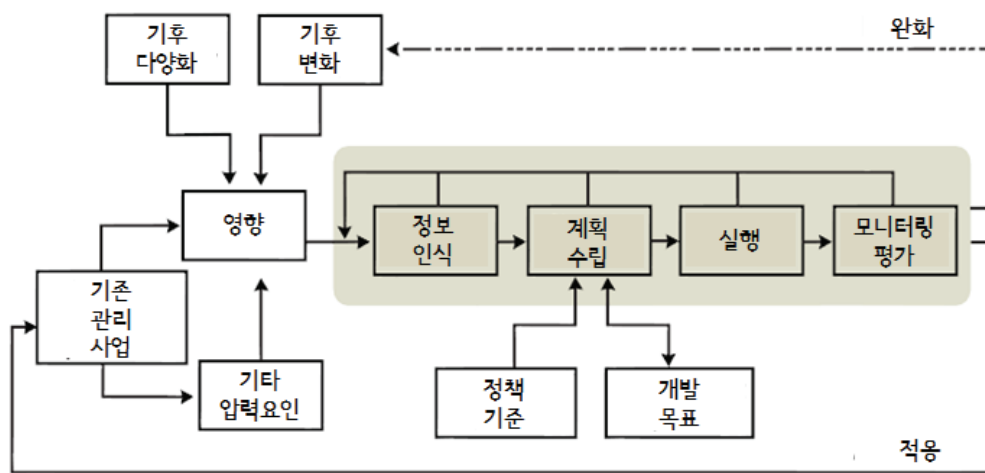 기후
다양화
기후
변화
완화
영향
정보
인식
계획
수립
실행
모니터링
평가
기존
관리
사업
기타
압력요인
정책
기준
개발
목표
적응